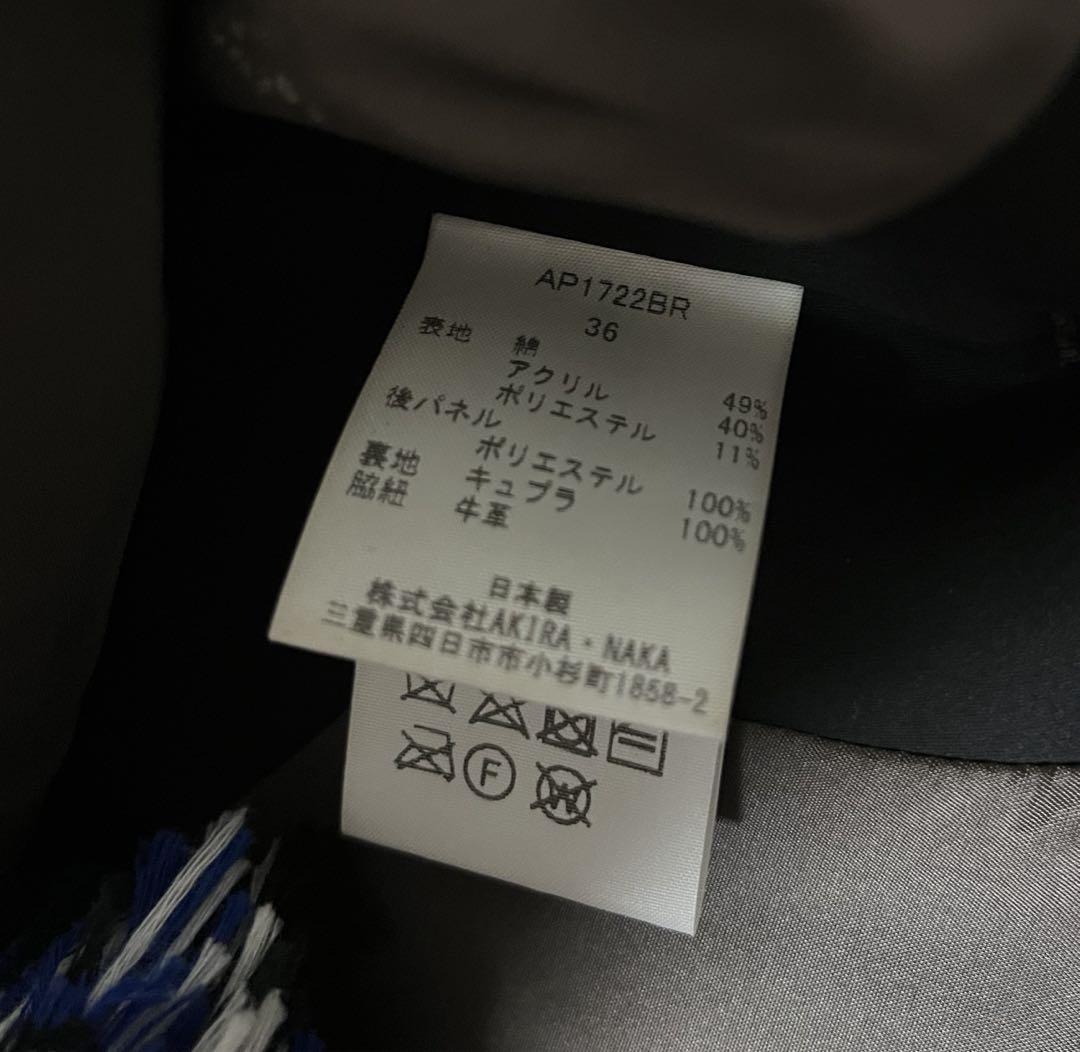 AP1722BR
36
表地 綿 49%
アクリル 40%
ポリエステル 11%
後パネル
ポリエステル 100%
裏地 キュプラ 100%
脇紐 牛革
日本製
株式会社AKIRA・NAKA
三重県四日市市小杉町1858-2
F
W